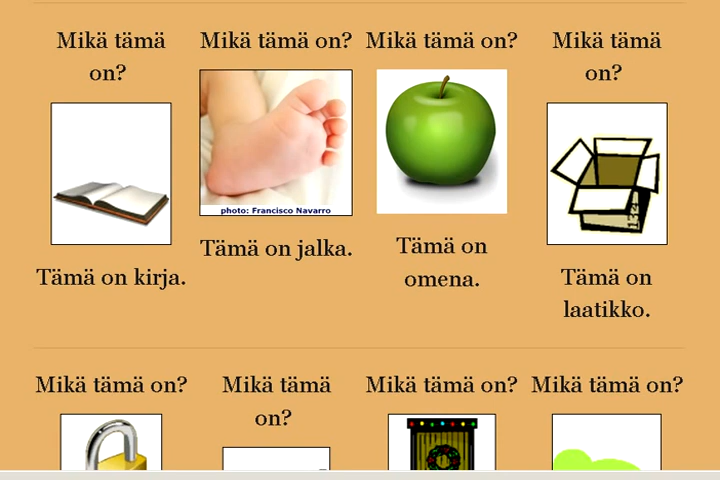 Mikä tämä
on?
Tämä on kirja.
Mikä tämä on?
photo: Francisco Navarro
Tämä on jalka.
Mikä tämä on?
Tämä on
omena.
Mikä tämä
on?
134
Tämä on
laatikko.
Mikä tämä on?
Mikä tämä
on?
Mikä tämä on?
Mikä tämä on?